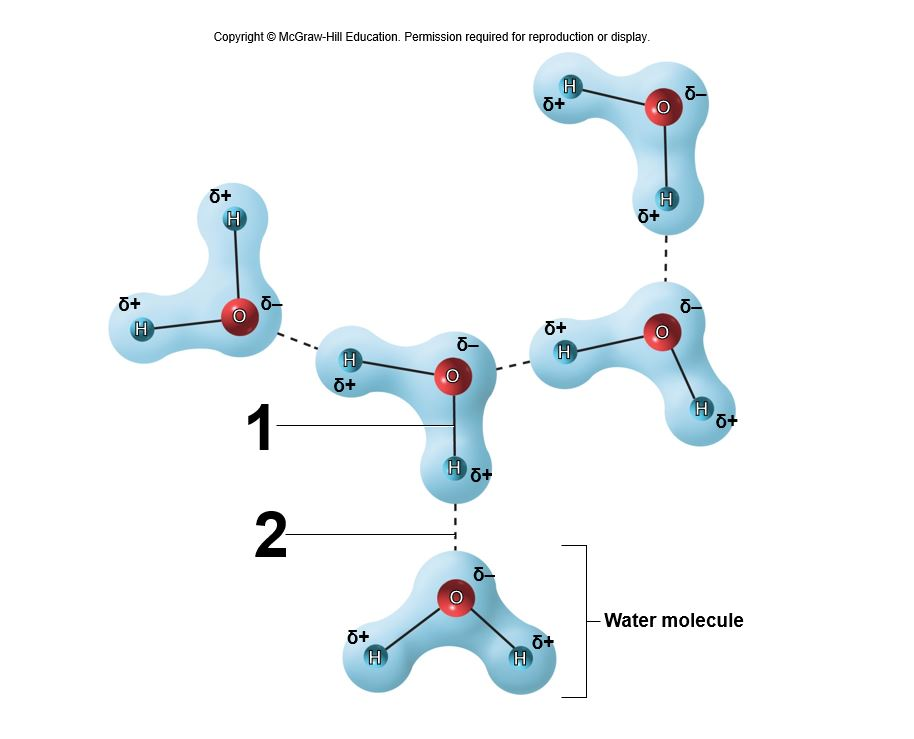 Copyright © McGraw-Hill Education. Permission required for reproduction or display.
H
δ+
O
δ–
H
δ+
δ+
H
δ+
H
O
δ–
H
δ+
O
δ–
δ+
H
O
δ–
H
δ+
1
H
δ+
2
O
δ–
δ+
H
δ+
H
Water molecule